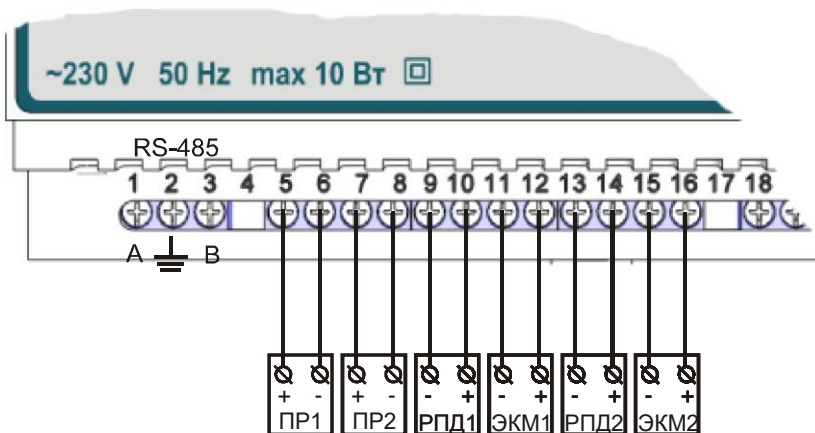 ~230 V 50 Hz max 10 Вт
RS-485
1 2 3 4 5 6 7 8 9 10 11 12 13 14 15 16 17 18
A B
+ - + - - + - + - + - +
ПР1 ПР2 РПД1 ЭКМ1 РПД2 ЭКМ2